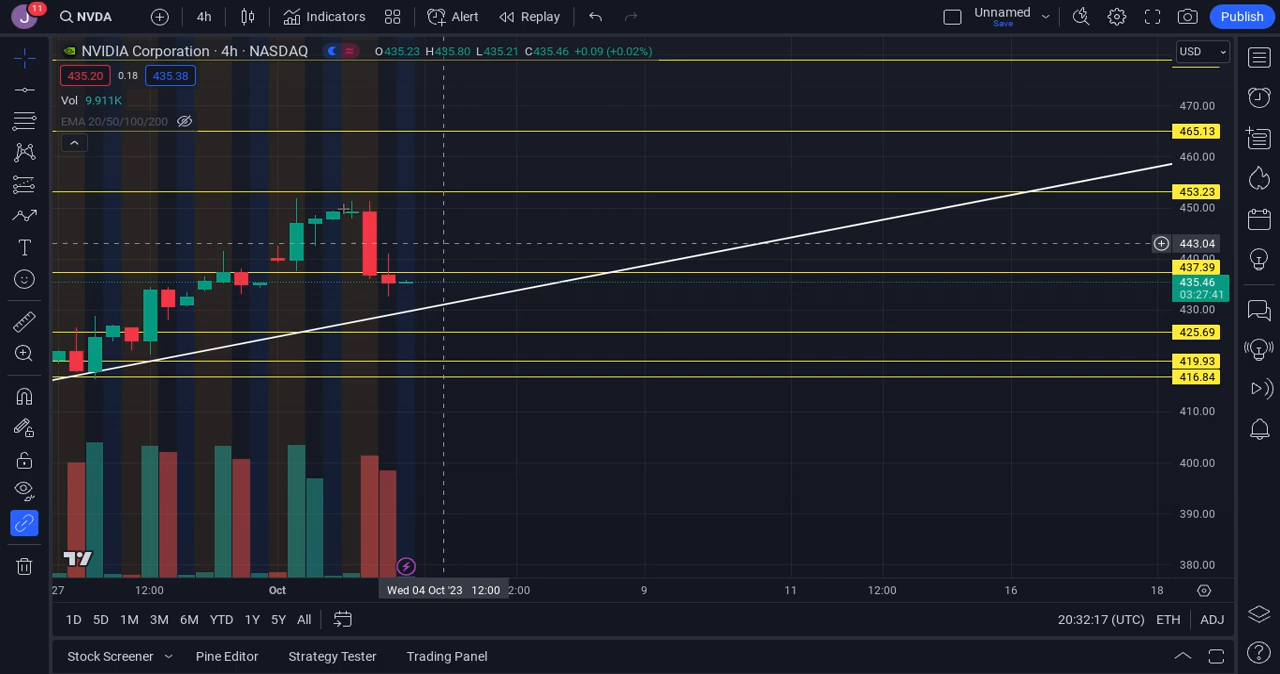 J 11 NVDA 4h Indicators Alert Replay Unnamed Save Publish
NVIDIA Corporation · 4h · NASDAQ O435.23 H435.80 L435.21 C435.46 +0.09 (+0.02%) USD
435.20 0.18 435.38
Vol 9.911K
EMA 20/50/100/200
470.00
465.13
460.00
453.23
450.00
443.04
437.39
435.46
03:27:41
430.00
425.69
419.93
416.84
410.00
400.00
390.00
380.00
27 12:00 Oct Wed 04 Oct '23 12:00 2:00 9 11 12:00 16 18
1D 5D 1M 3M 6M YTD 1Y 5Y All 20:32:17 (UTC) ETH ADJ
Stock Screener Pine Editor Strategy Tester Trading Panel